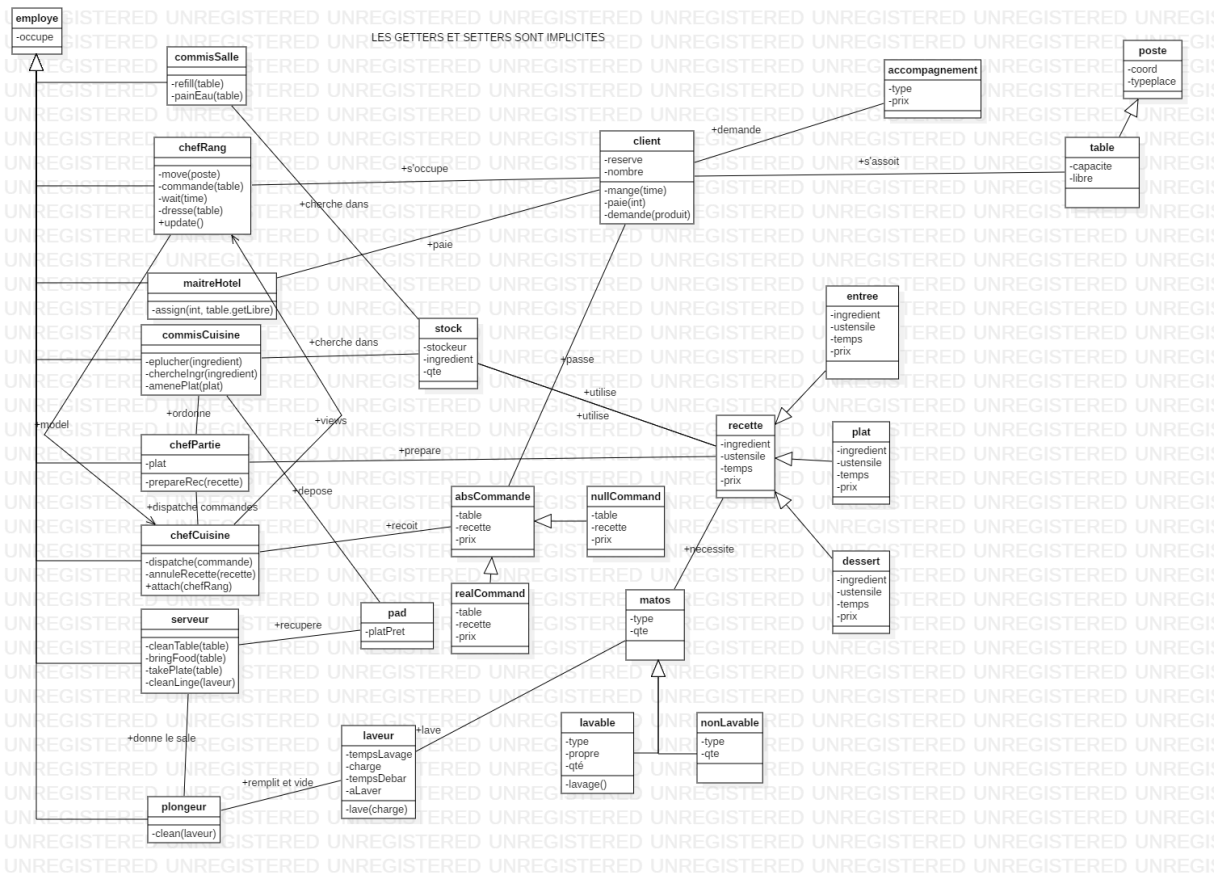 LES GETTERS ET SETTERS SONT IMPLICITES
employe
-occupe
commisSalle
-refill(table)
-painEau(table)
accompagnement
-type
-prix
poste
-coord
-typeplace
table
-capacite
-libre
client
-reserve
-nombre
-mange(time)
-paie(int)
-demande(produit)
+demande
+s'assoit
chefRang
-move(poste)
-commande(table)
-wait(time)
-dresse(table)
+update()
+s'occupe
+cherche dans
+paie
maitreHotel
-assign(int, table.getLibre)
commisCuisine
-eplucher(ingredient)
-chercheIngr(ingredient)
-amenePlat(plat)
+cherche dans
stock
-stockeur
-ingredient
-qte
+passe
+utilise
+utilise
entree
-ingredient
-ustensile
-temps
-prix
recette
-ingredient
-ustensile
-temps
-prix
plat
-ingredient
-ustensile
-temps
-prix
dessert
-ingredient
-ustensile
-temps
-prix
+ordonne
+model
+views
chefPartie
-plat
-prepareRec(recette)
+prepare
+depose
+dispatche commandes
chefCuisine
-dispatche(commande)
-annuleRecette(recette)
+attach(chefRang)
+recoit
absCommande
-table
-recette
-prix
nullCommand
-table
-recette
-prix
realCommand
-table
-recette
-prix
+necessite
matos
-type
-qte
serveur
-cleanTable(table)
-bringFood(table)
-takePlate(table)
-cleanLinge(laveur)
+recupere
pad
-platPret
+donne le sale
laveur
-tempsLavage
-charge
-tempsDebar
-aLaver
-lave(charge)
+lave
+remplit et vide
plongeur
-clean(laveur)
lavable
-type
-propre
-qté
-lavage()
nonLavable
-type
-qte
UNREGISTERED